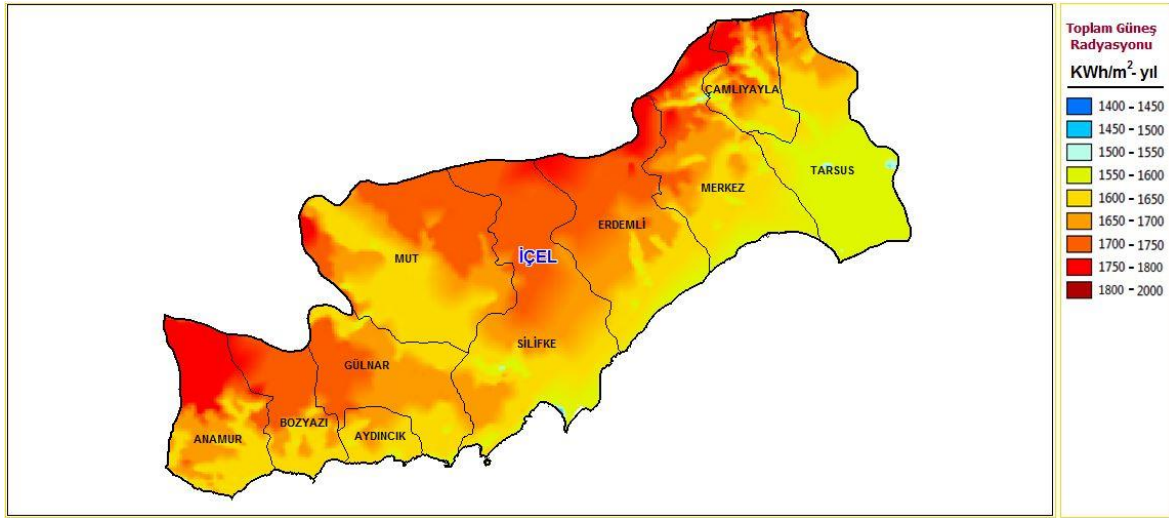 Toplam Güneş
Radyasyonu
KWh/m²- yıl
1400 - 1450
1450 - 1500
1500 - 1550
1550 - 1600
1600 - 1650
1650 - 1700
1700 - 1750
1750 - 1800
1800 - 2000
ÇAMLIYAYLA
TARSUS
MERKEZ
ERDEMLİ
MUT
İÇEL
SİLİFKE
GÜLNAR
BOZYAZI
ANAMUR
AYDINCIK